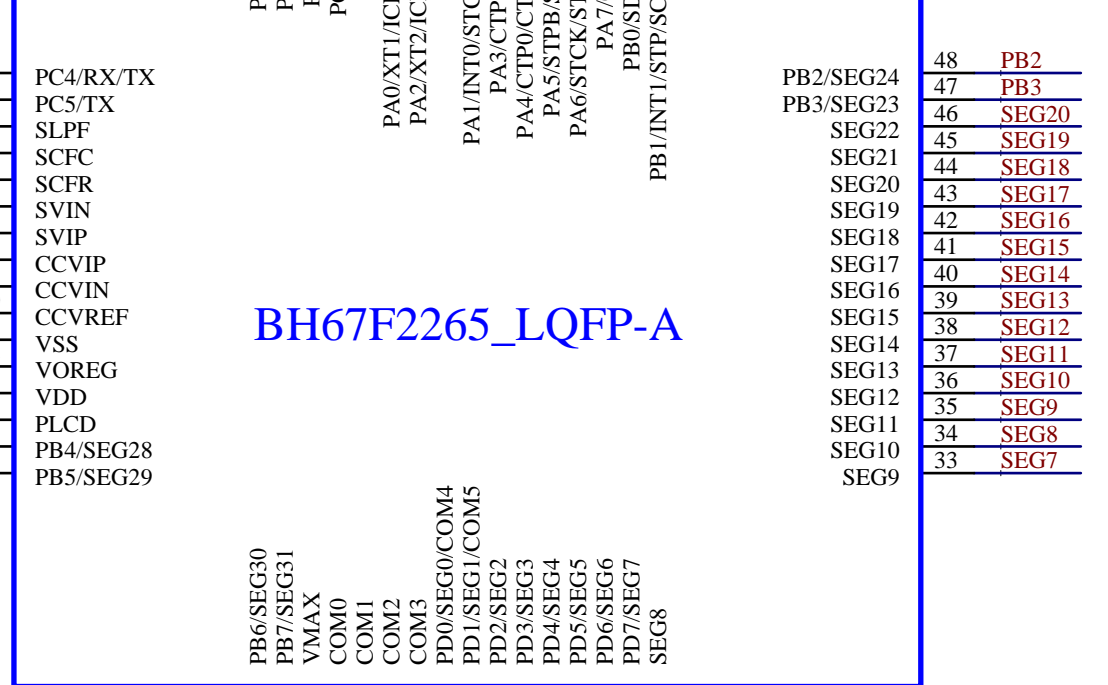 PA0/XT1/IC
PA2/XT2/IC
PA1/INT0/STC
PA3/CTP
PA4/CTP0/CT
PA5/STPB/S
PA6/STCK/ST
PA7/
PB0/SD
PB1/INT1/STP/SC
PC4/RX/TX
PC5/TX
SLPF
SCFC
SCFR
SVIN
SVIP
CCVIP
CCVIN
CCVREF
VSS
VOREG
VDD
PLCD
PB4/SEG28
PB5/SEG29
BH67F2265_LQFP-A
PB2/SEG24 48 PB2
PB3/SEG23 47 PB3
SEG22 46 SEG20
SEG21 45 SEG19
SEG20 44 SEG18
SEG19 43 SEG17
SEG18 42 SEG16
SEG17 41 SEG15
SEG16 40 SEG14
SEG15 39 SEG13
SEG14 38 SEG12
SEG13 37 SEG11
SEG12 36 SEG10
SEG11 35 SEG9
SEG10 34 SEG8
SEG9 33 SEG7
PB6/SEG30
PB7/SEG31
VMAX
COM0
COM1
COM2
COM3
PD0/SEG0/COM4
PD1/SEG1/COM5
PD2/SEG2
PD3/SEG3
PD4/SEG4
PD5/SEG5
PD6/SEG6
PD7/SEG7
SEG8